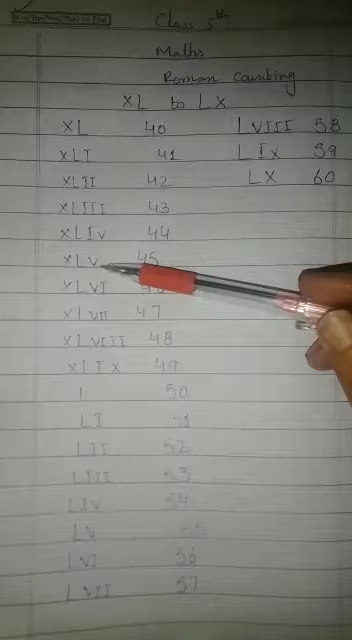 Class 5th
Maths
Roman Counting
XL to LX
XL 40
XLI 41
XLII 42
XLIII 43
XLIV 44
XLV 45
XLVI
XLVII 47
XLVIII 48
XLIX 49
L 50
LI 51
LII 52
LIII 53
LIV 54
LV 55
LVI 56
LVII 57
LVIII 58
LIX 59
LX 60